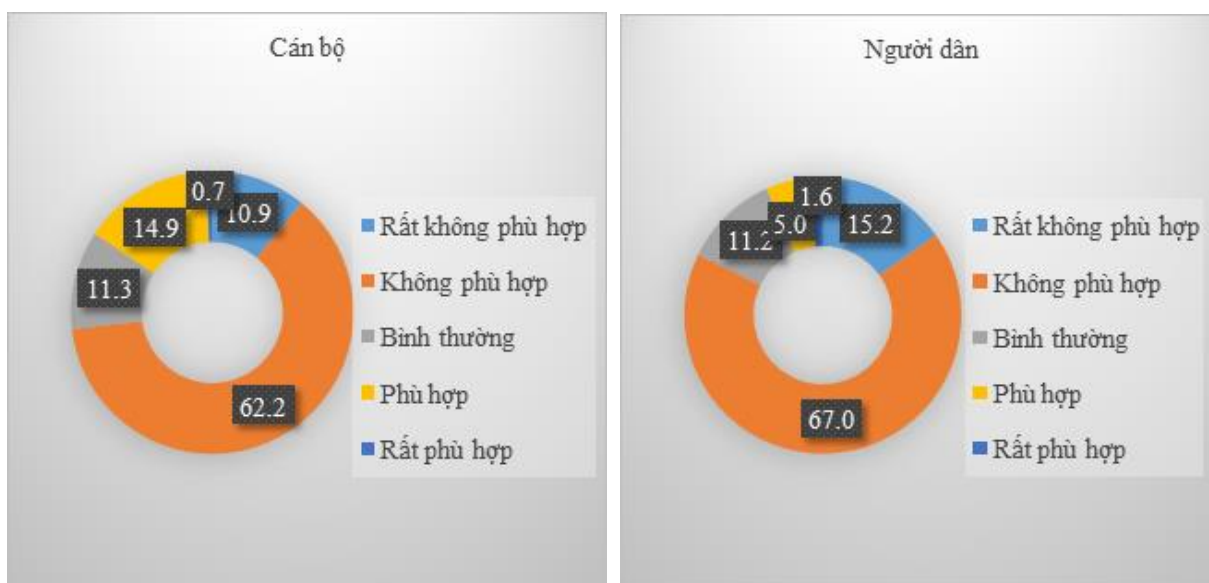 Cán bộ
0.7
10.9
14.9
11.3
62.2
Rất không phù hợp
Không phù hợp
Bình thường
Phù hợp
Rất phù hợp
Người dân
1.6
5.0
15.2
11.2
67.0
Rất không phù hợp
Không phù hợp
Bình thường
Phù hợp
Rất phù hợp